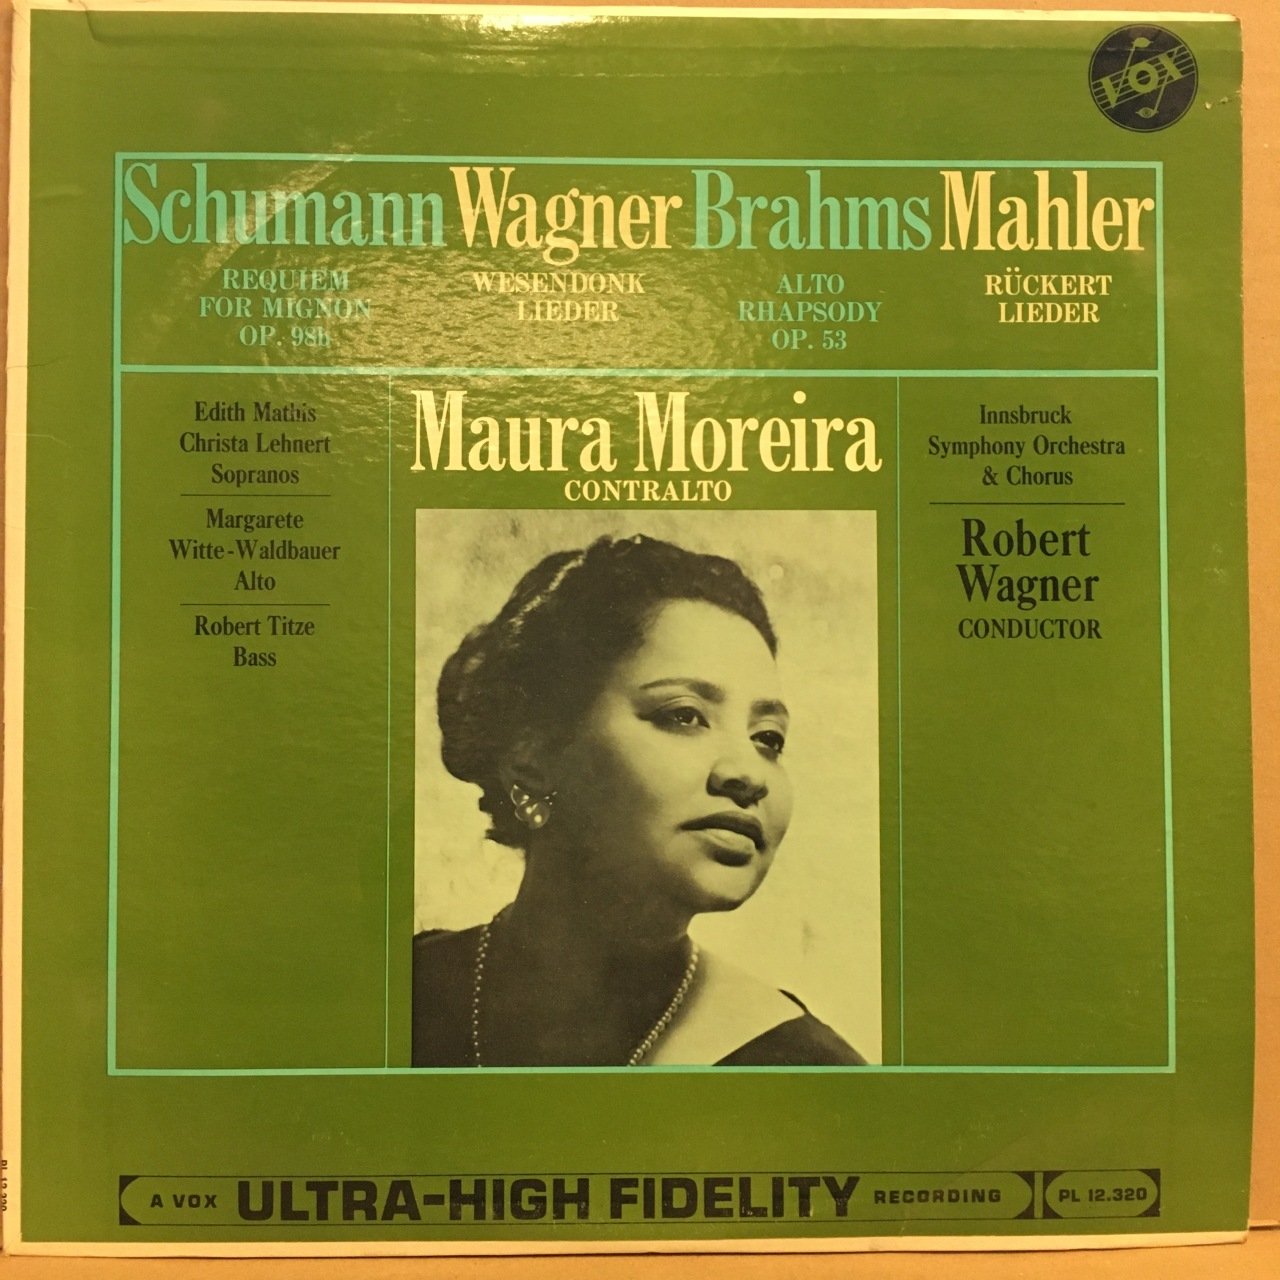 VOX
Schumann Wagner Brahms Mahler
REQUIEM
FOR MIGNON
OP. 98b
WESENDONK
LIEDER
ALTO
RHAPSODY
OP. 53
RÜCKERT
LIEDER
Edith Mathis
Christa Lehnert
Sopranos
Margarete
Witte-Waldbauer
Alto
Robert Titze
Bass
Maura Moreira
CONTRALTO
Innsbruck
Symphony Orchestra
& Chorus
Robert
Wagner
CONDUCTOR
A VOX ULTRA-HIGH FIDELITY RECORDING PL 12.320